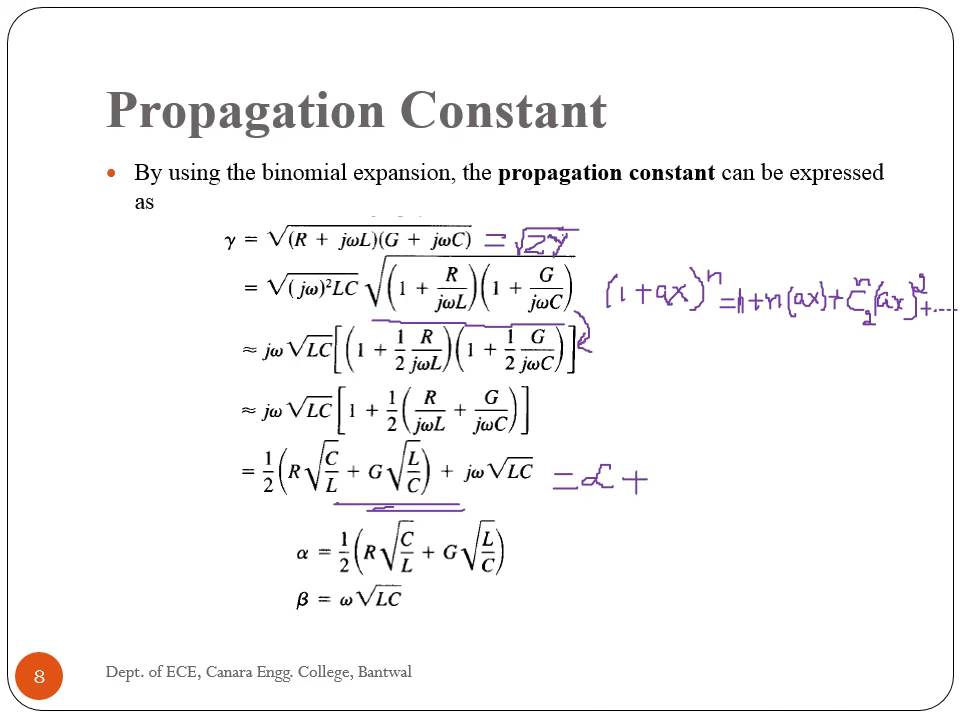 Propagation Constant
• By using the binomial expansion, the propagation constant can be expressed
as
γ = √(R + jωL)(G + jωC) = √ZY
= √(jω)²LC √(1 + R/jωL)(1 + G/jωC)
(1+ax)ⁿ = 1+n(ax)+Cⁿ₂(ax)²+....
≈ jω √LC[(1 + 1/2 R/jωL)(1 + 1/2 G/jωC)]
≈ jω √LC[1 + 1/2(R/jωL + G/jωC)]
= 1/2(R√C/L + G√L/C) + jω√LC = α +
α = 1/2(R√C/L + G√L/C)
β = ω√LC
8
Dept. of ECE, Canara Engg. College, Bantwal